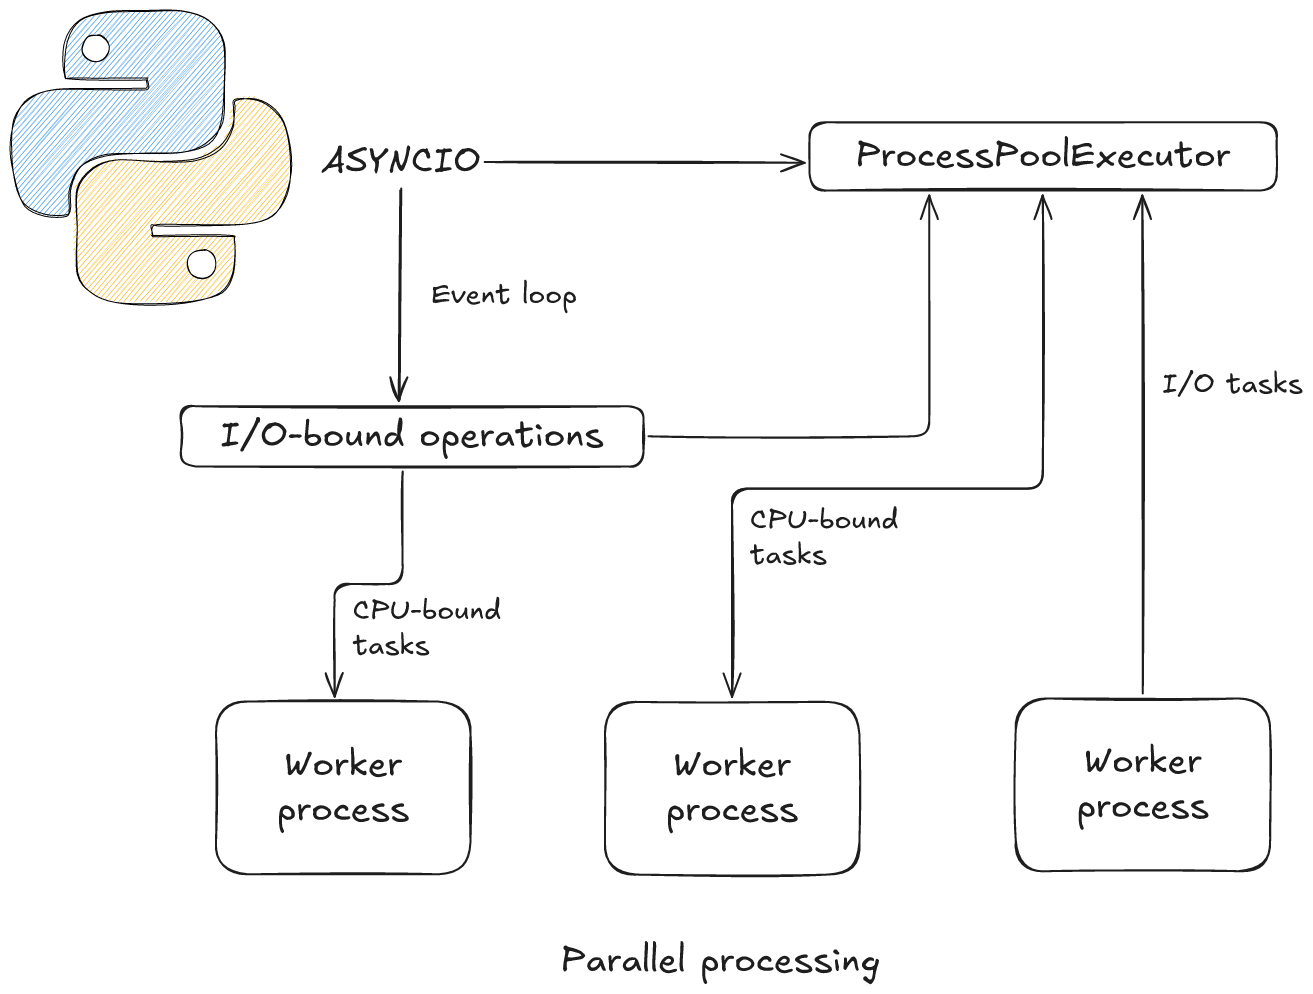 ASYNCIO
ProcessPoolExecutor
Event loop
I/O tasks
I/O-bound operations
CPU-bound
tasks
CPU-bound
tasks
Worker
process
Worker
process
Worker
process
Parallel processing